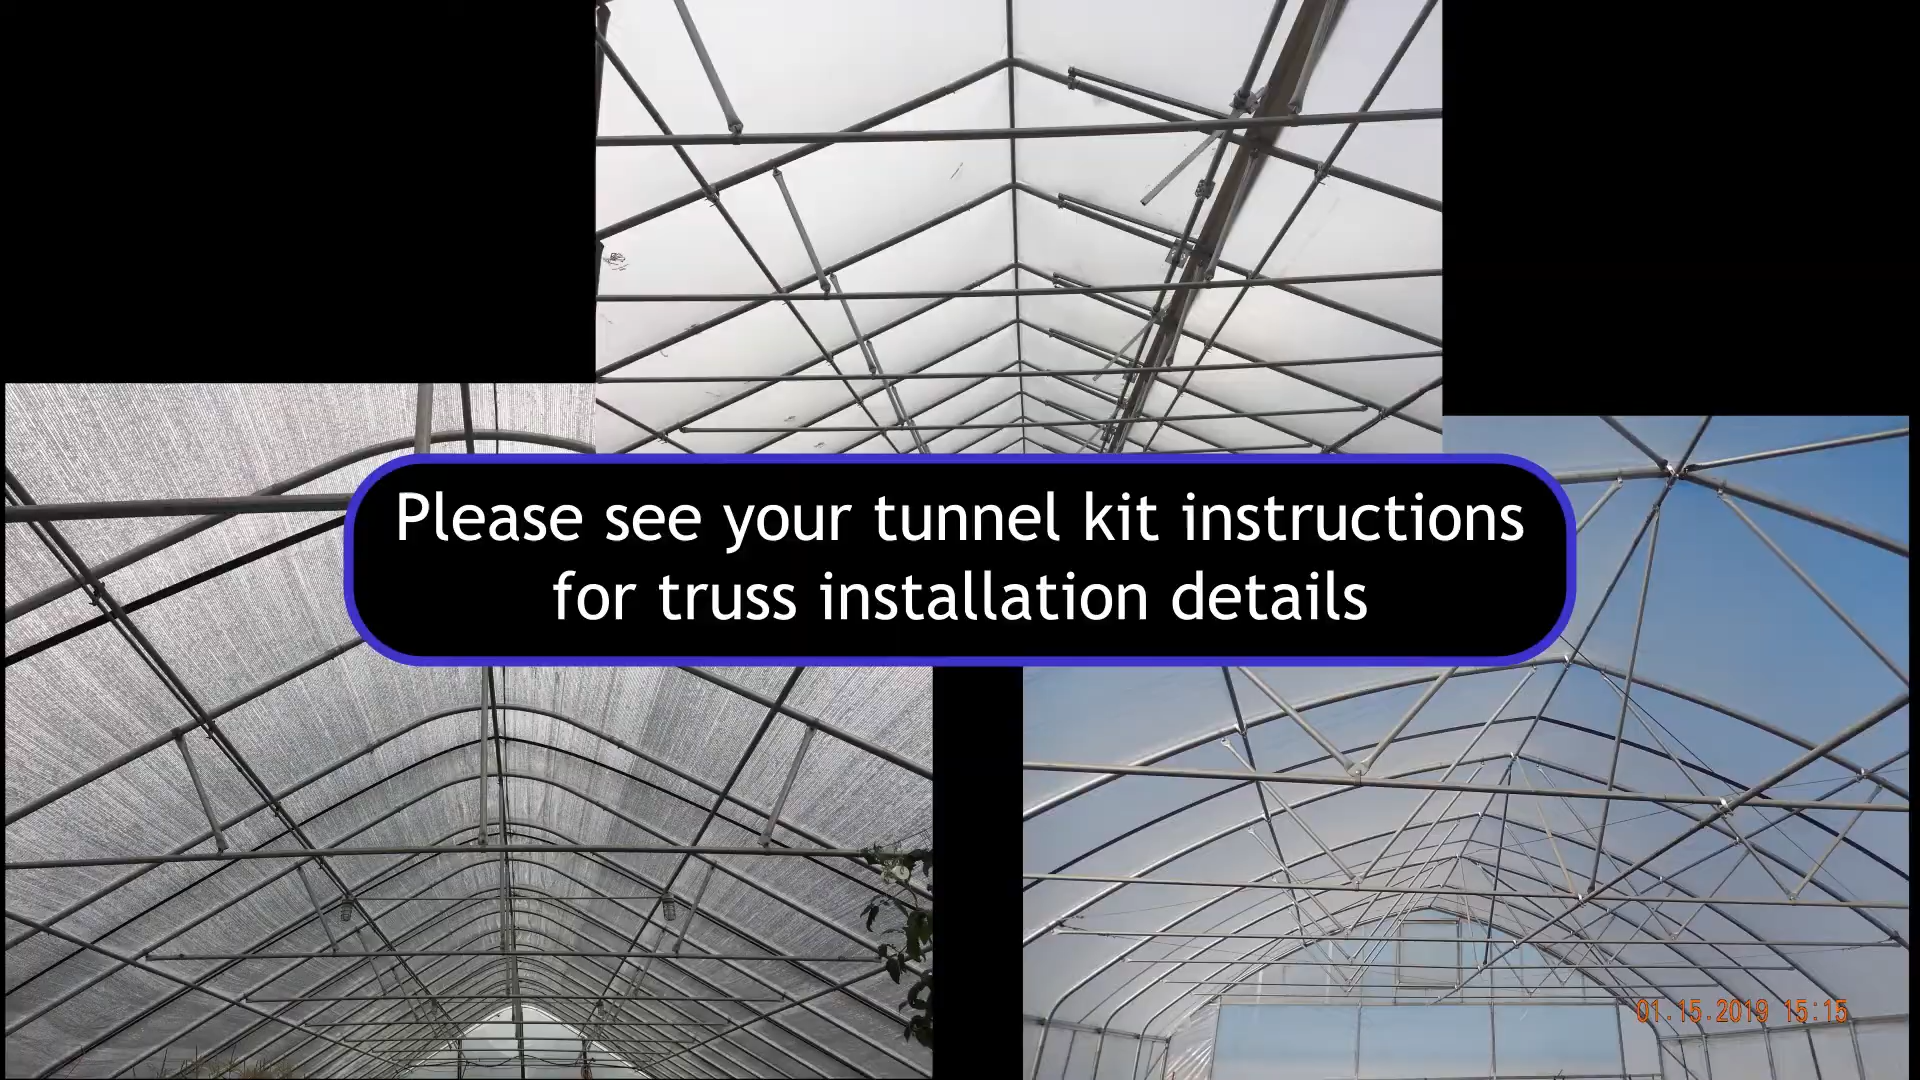 Please see your tunnel kit instructions
for truss installation details
01.15.2019 15:15